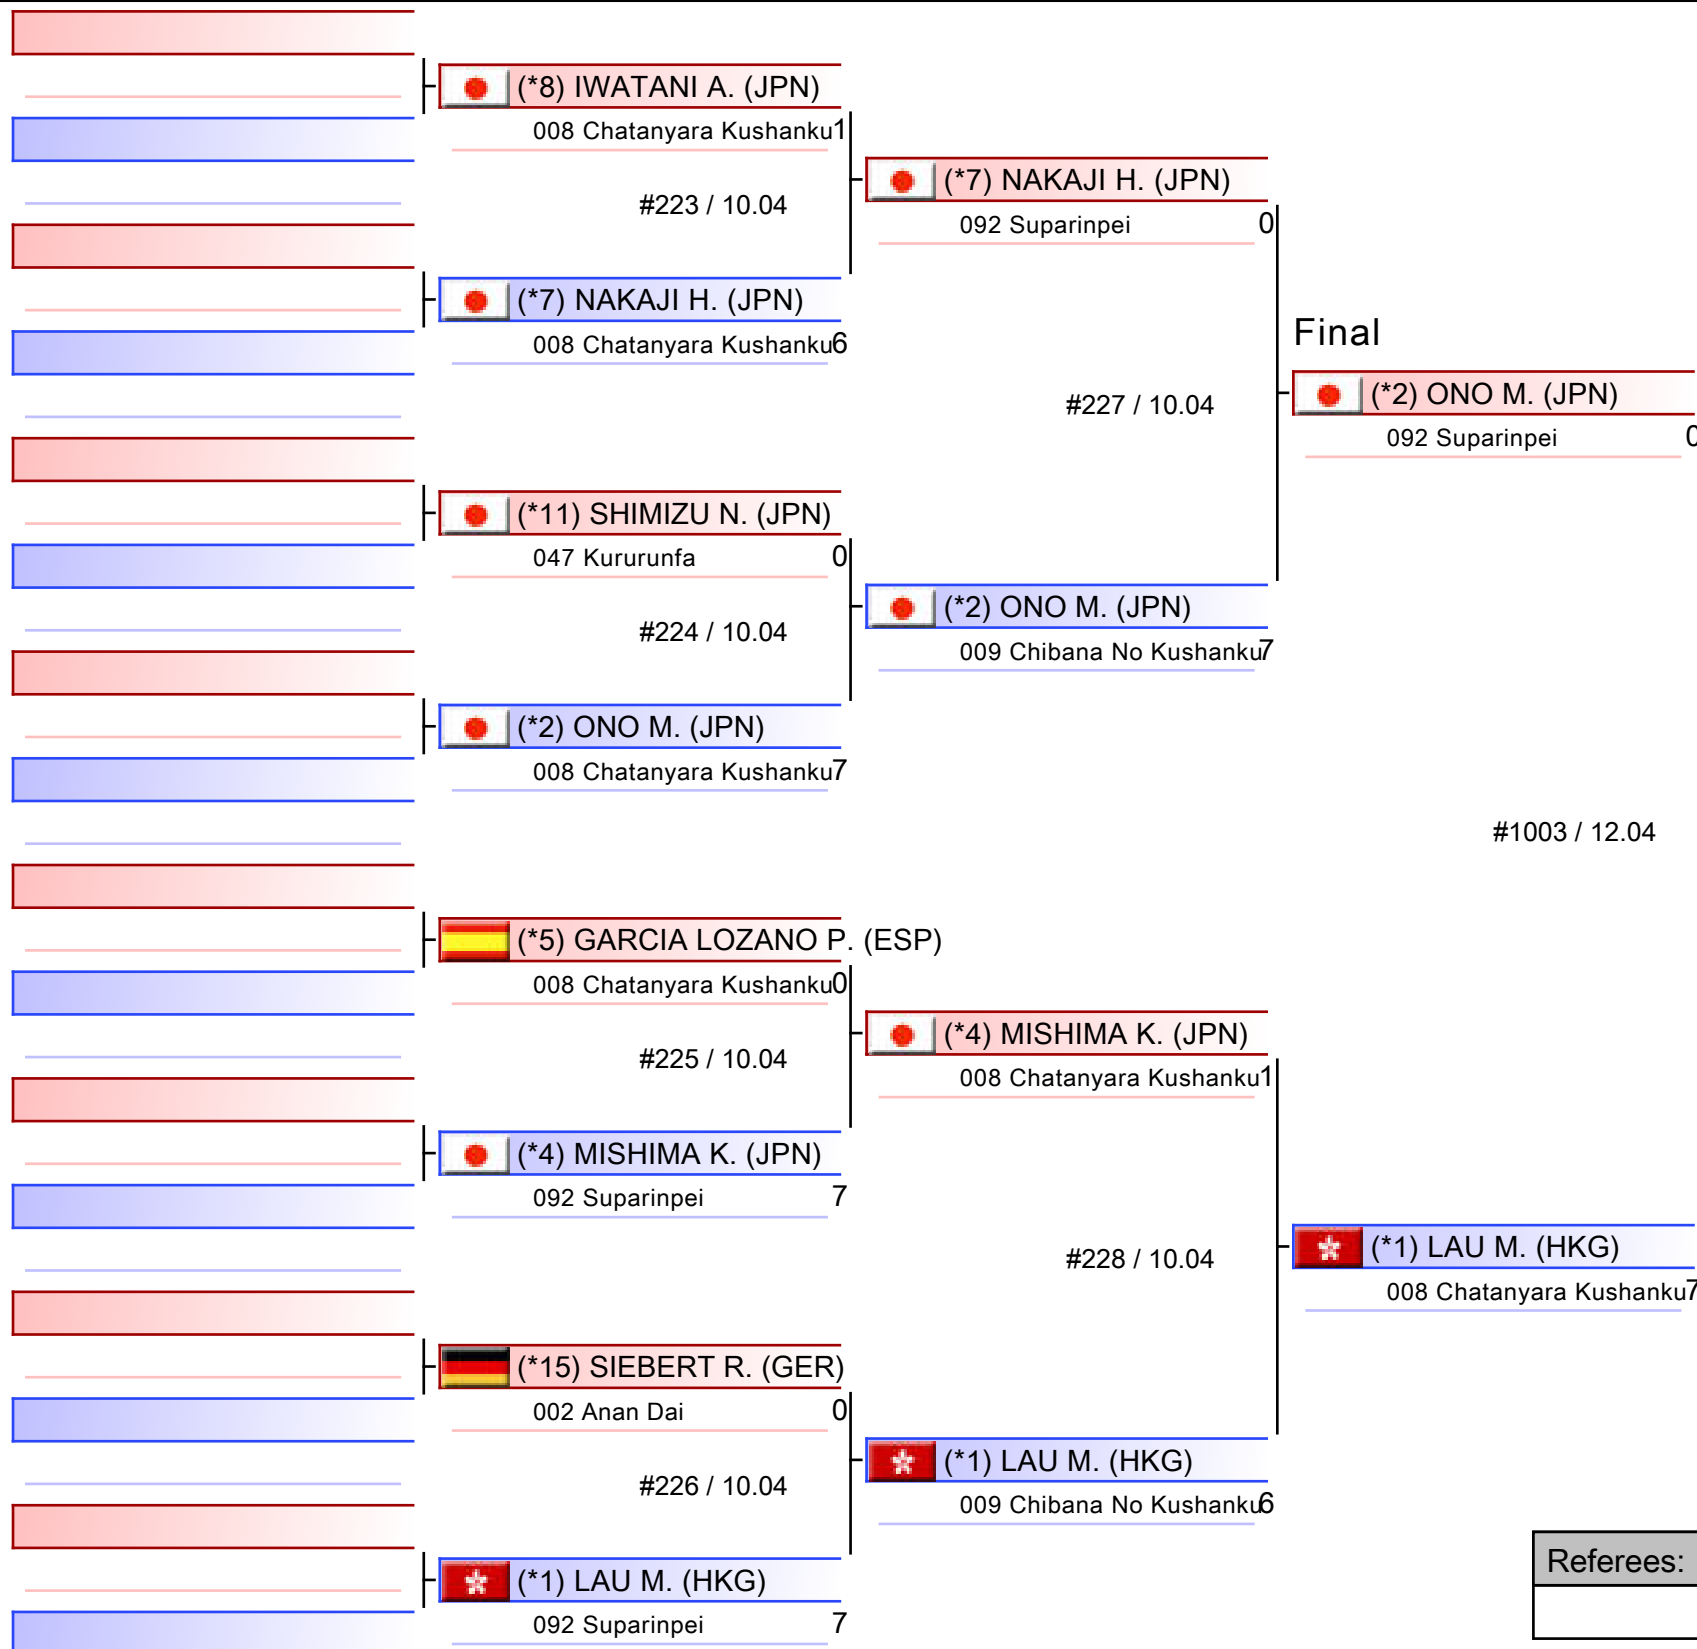 (*8) IWATANI A. (JPN)
008 Chatanyara Kushanku 1
#223 / 10.04
(*7) NAKAJI H. (JPN)
008 Chatanyara Kushanku 6
(*11) SHIMIZU N. (JPN)
047 Kururunfa 0
#224 / 10.04
(*2) ONO M. (JPN)
008 Chatanyara Kushanku 7
(*5) GARCIA LOZANO P. (ESP)
008 Chatanyara Kushanku 0
#225 / 10.04
(*4) MISHIMA K. (JPN)
092 Suparinpei 7
(*15) SIEBERT R. (GER)
002 Anan Dai 0
#226 / 10.04
(*1) LAU M. (HKG)
092 Suparinpei 7
(*7) NAKAJI H. (JPN)
092 Suparinpei 0
#227 / 10.04
(*2) ONO M. (JPN)
009 Chibana No Kushanku 7
(*4) MISHIMA K. (JPN)
008 Chatanyara Kushanku 1
#228 / 10.04
(*1) LAU M. (HKG)
009 Chibana No Kushanku 6
Final
(*2) ONO M. (JPN)
092 Suparinpei 0
#1003 / 12.04
(*1) LAU M. (HKG)
008 Chatanyara Kushanku 7
Referees: